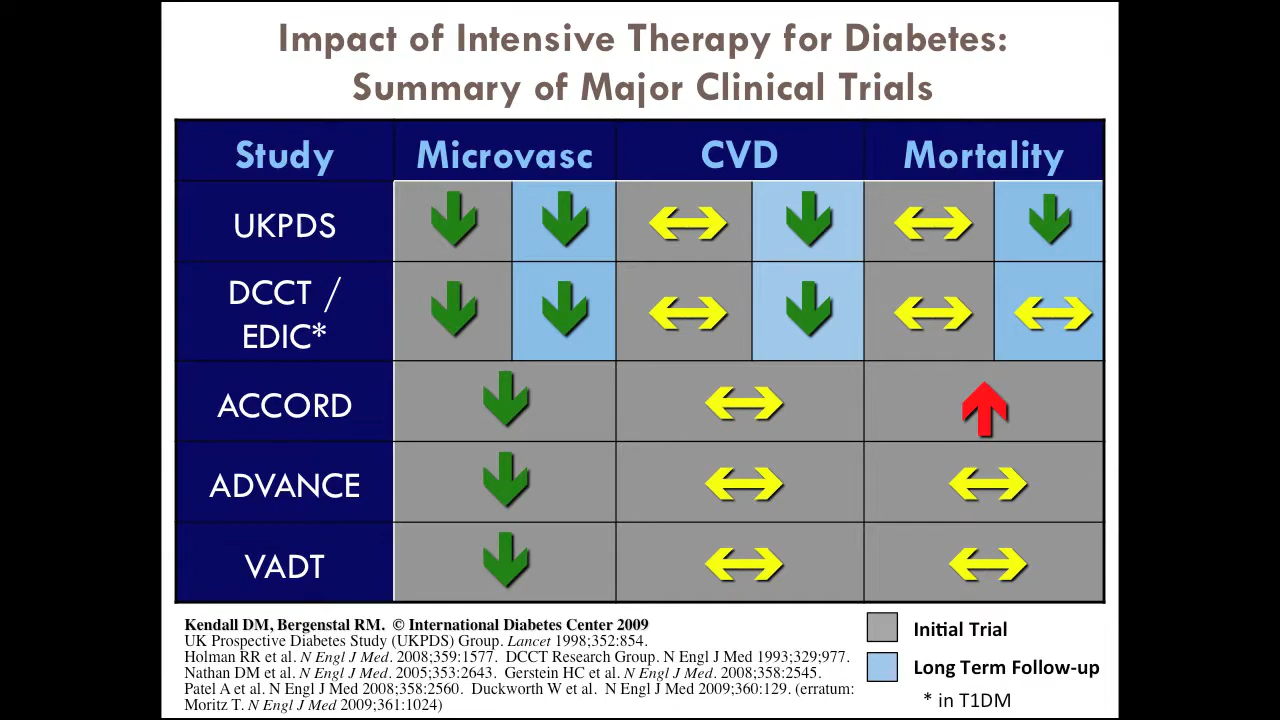 Impact of Intensive Therapy for Diabetes:
Summary of Major Clinical Trials
Study Microvasc CVD Mortality
UKPDS
DCCT /
EDIC*
ACCORD
ADVANCE
VADT
Kendall DM, Bergenstal RM. © International Diabetes Center 2009
UK Prospective Diabetes Study (UKPDS) Group. Lancet 1998;352:854.
Holman RR et al. N Engl J Med. 2008;359:1577. DCCT Research Group. N Engl J Med 1993;329;977.
Nathan DM et al. N Engl J Med. 2005;353:2643. Gerstein HC et al. N Engl J Med. 2008;358:2545.
Patel A et al. N Engl J Med 2008;358:2560. Duckworth W et al. N Engl J Med 2009;360:129. (erratum:
Moritz T. N Engl J Med 2009;361:1024)
Initial Trial
Long Term Follow-up
* in T1DM